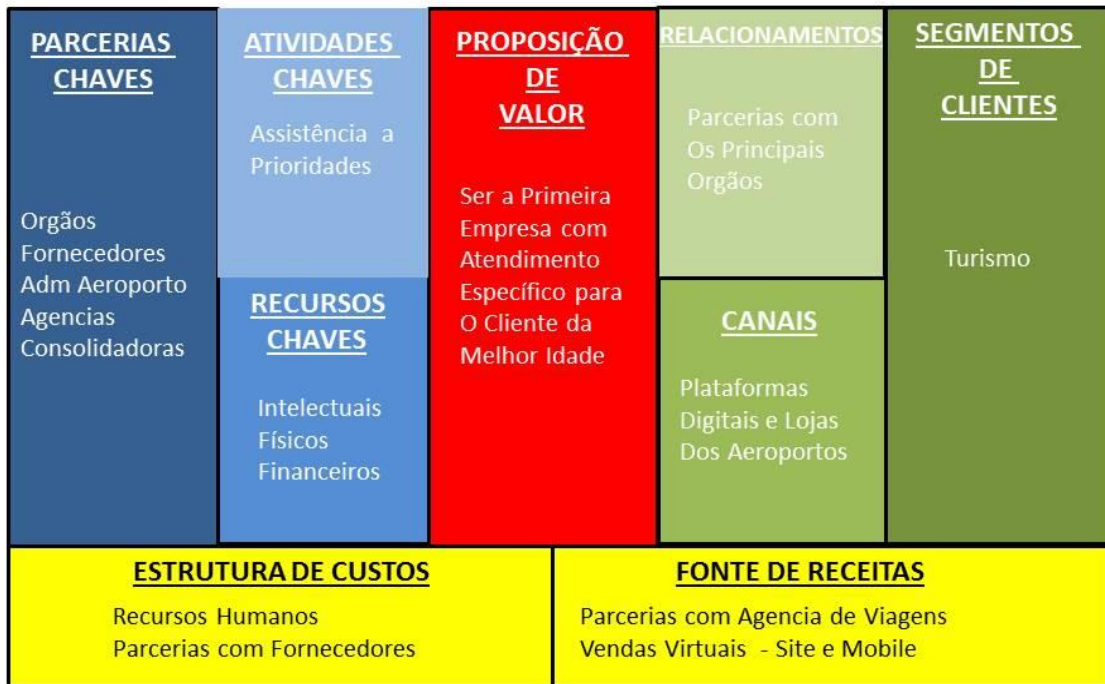 PARCERIAS
CHAVES
Orgãos
Fornecedores
Adm Aeroporto
Agencias
Consolidadoras
ATIVIDADES
CHAVES
Assistência a
Prioridades
RECURSOS
CHAVES
Intelectuais
Físicos
Financeiros
PROPOSIÇÃO
DE
VALOR
Ser a Primeira
Empresa com
Atendimento
Específico para
O Cliente da
Melhor Idade
RELACIONAMENTOS
Parcerias com
Os Principais
Orgãos
CANAIS
Plataformas
Digitais e Lojas
Dos Aeroportos
SEGMENTOS
DE
CLIENTES
Turismo
ESTRUTURA DE CUSTOS
Recursos Humanos
Parcerias com Fornecedores
FONTE DE RECEITAS
Parcerias com Agencia de Viagens
Vendas Virtuais - Site e Mobile